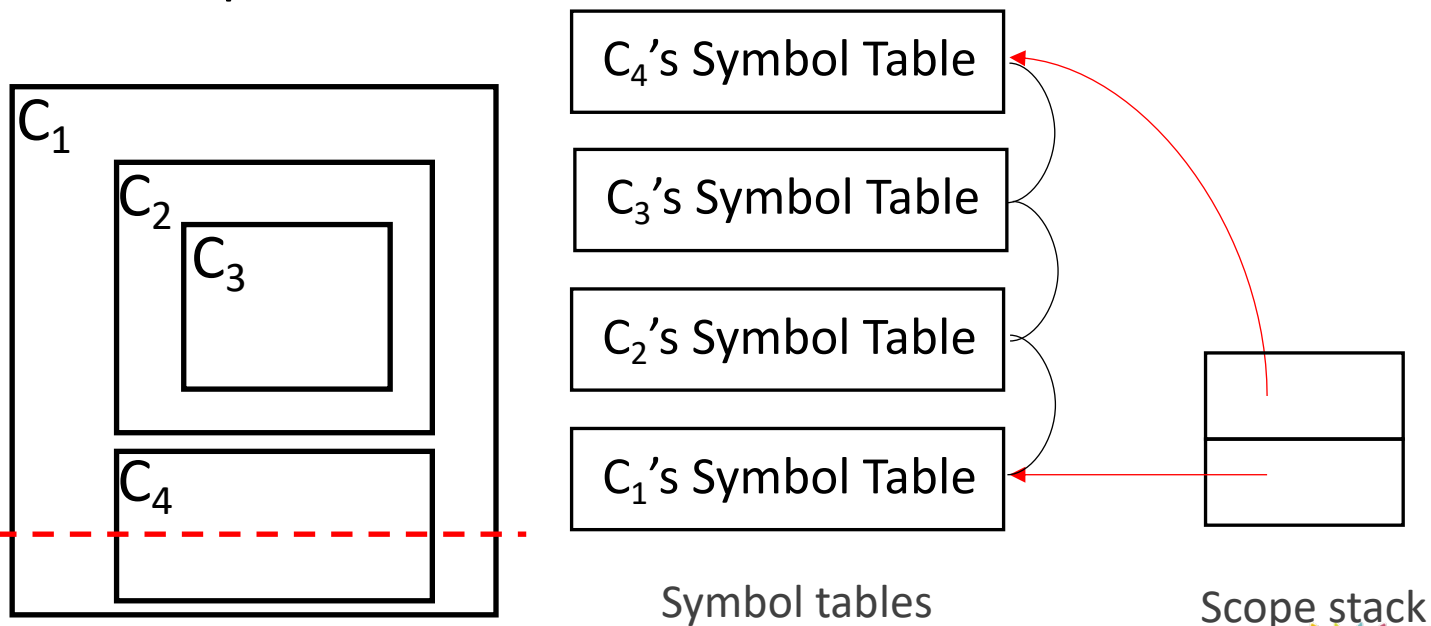 C₁
C₂
C₃
C₄
C₄’s Symbol Table
C₃’s Symbol Table
C₂’s Symbol Table
C₁’s Symbol Table
Symbol tables
Scope stack